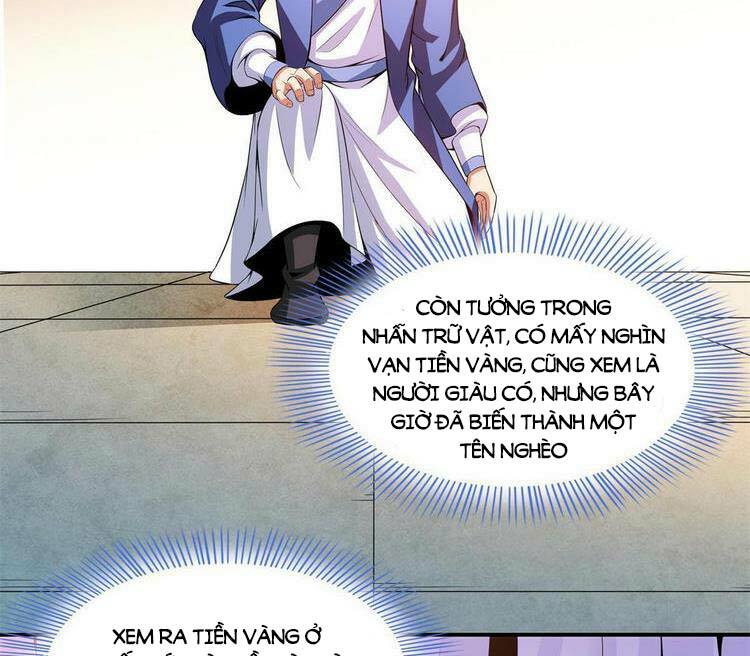 CÒN TƯỞNG TRONG
NHẪN TRỮ VẬT, CÓ MẤY NGHÌN
VẠN TIỀN VÀNG, CŨNG XEM LÀ
NGƯỜI GIÀU CÓ, NHƯNG BÂY
GIỜ ĐÃ BIẾN THÀNH MỘT
TÊN NGHÈO
XEM RA TIỀN VÀNG Ở